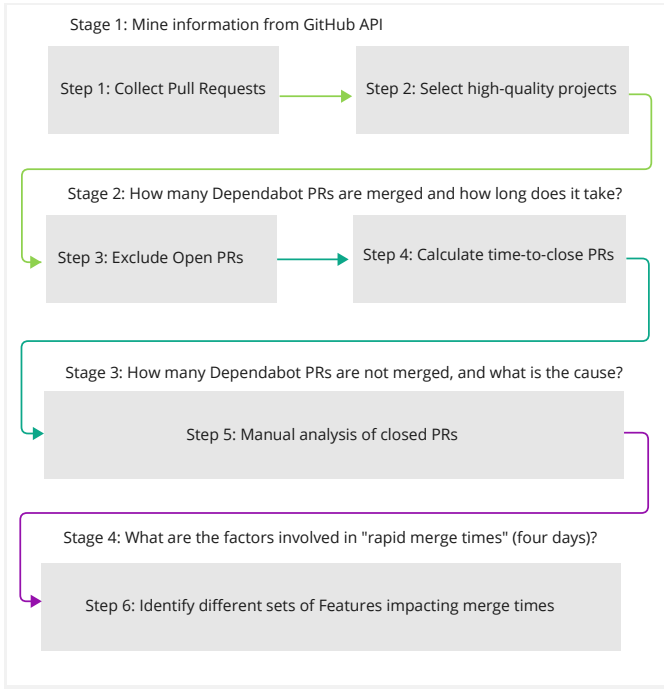 Stage 1: Mine information from GitHub API
Step 1: Collect Pull Requests
Step 2: Select high-quality projects
Stage 2: How many Dependabot PRs are merged and how long does it take?
Step 3: Exclude Open PRs
Step 4: Calculate time-to-close PRs
Stage 3: How many Dependabot PRs are not merged, and what is the cause?
Step 5: Manual analysis of closed PRs
Stage 4: What are the factors involved in "rapid merge times" (four days)?
Step 6: Identify different sets of Features impacting merge times